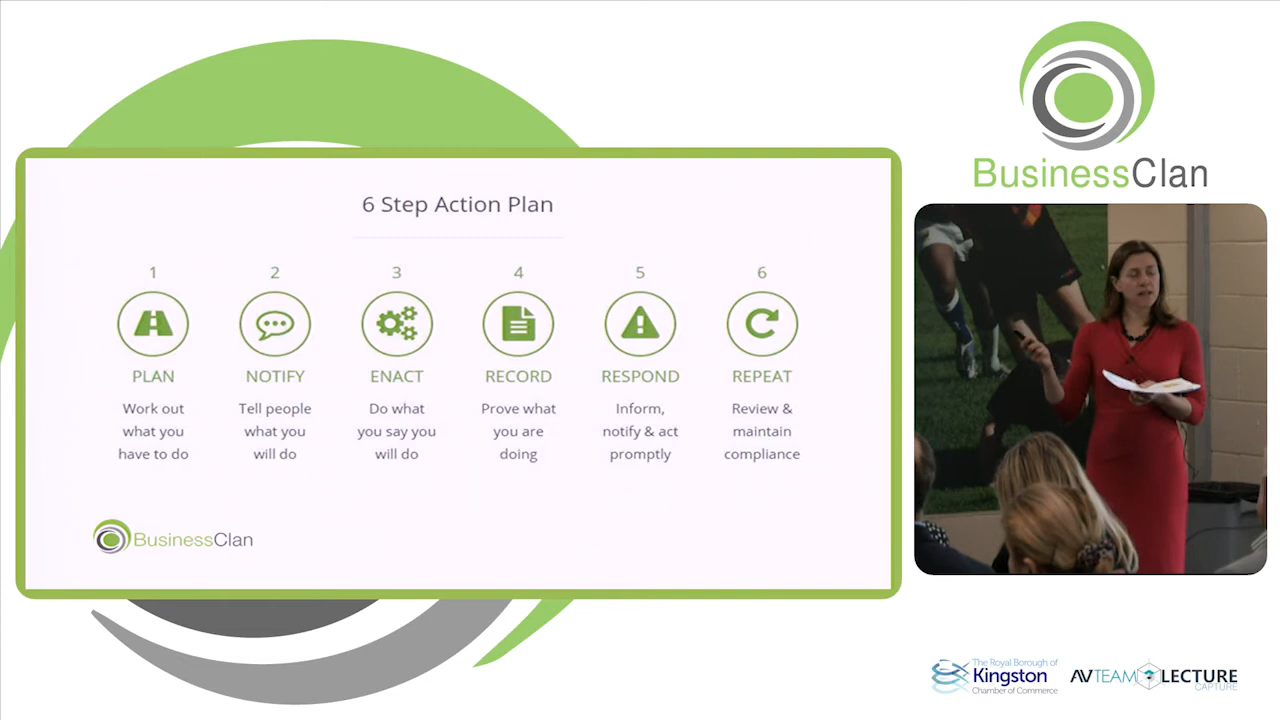 6 Step Action Plan
1 2 3 4 5 6
PLAN NOTIFY ENACT RECORD RESPOND REPEAT
Work out Tell people Do what Prove what Inform, Review &
what you what you you say you you are notify & act maintain
have to do will do will do doing promptly compliance
BusinessClan
BusinessClan
The Royal Borough of
Kingston
Chamber of Commerce
AVTEAM LECTURE
CAPTURE